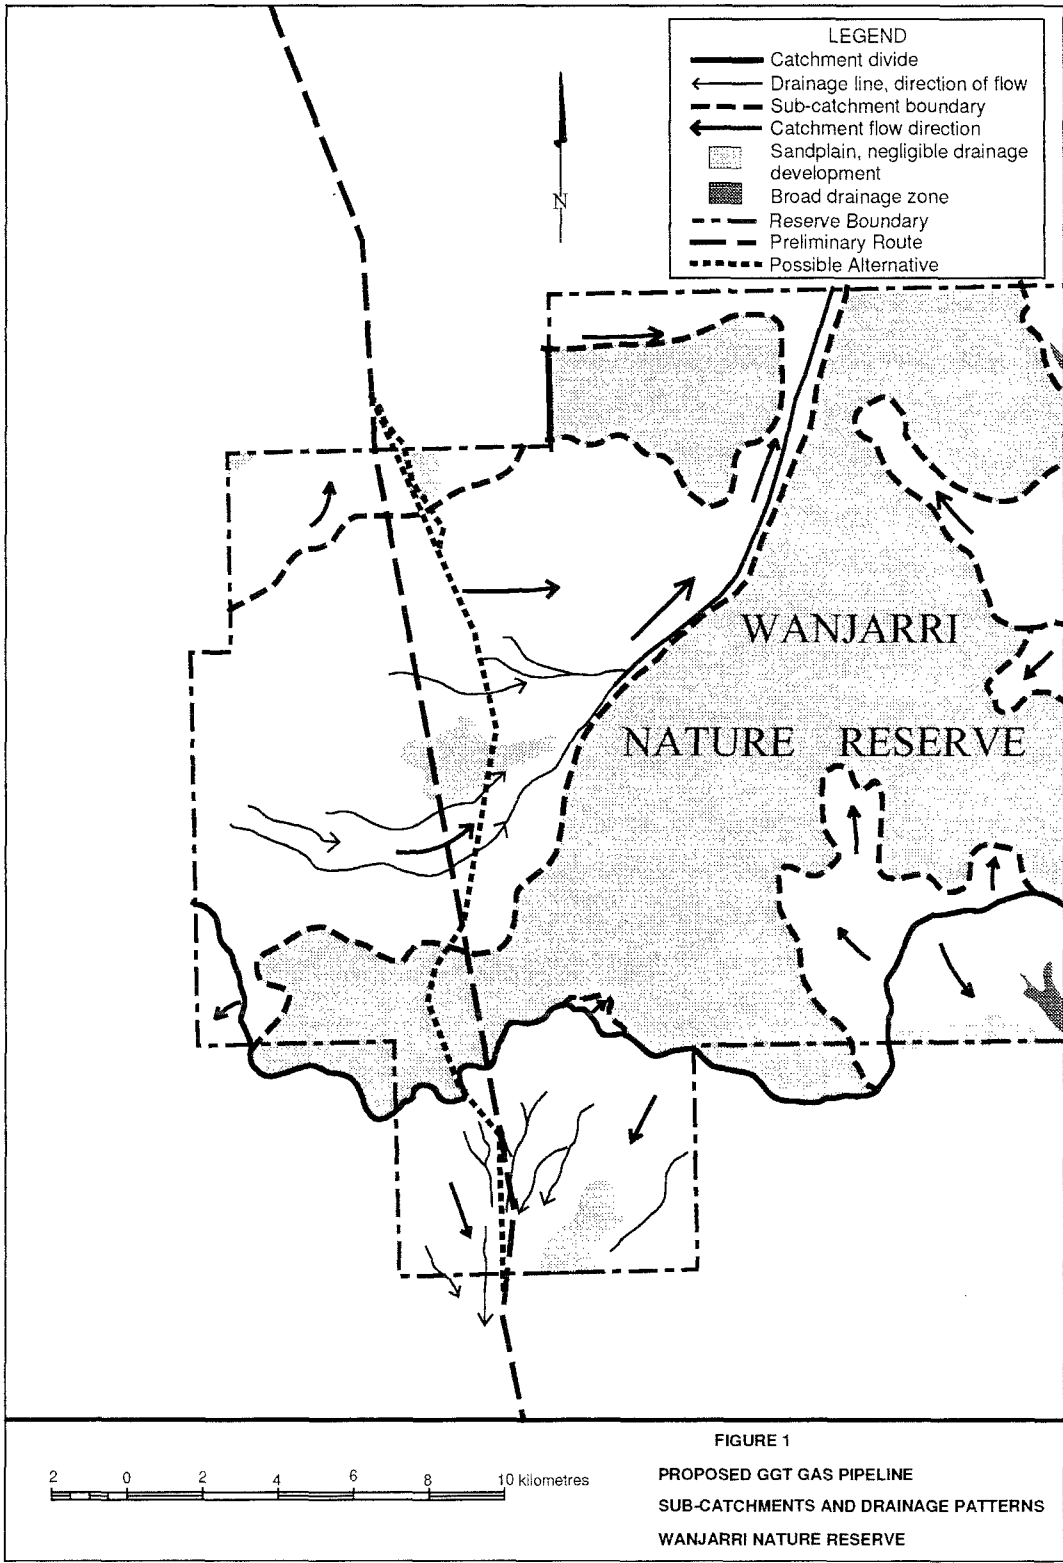 LEGEND
Catchment divide
Drainage line, direction of flow
Sub-catchment boundary
Catchment flow direction
Sandplain, negligible drainage
development
Broad drainage zone
Reserve Boundary
Preliminary Route
Possible Alternative
N
WANJARRI
NATURE RESERVE
2 0 2 4 6 8 10 kilometres
FIGURE 1
PROPOSED GGT GAS PIPELINE
SUB-CATCHMENTS AND DRAINAGE PATTERNS
WANJARRI NATURE RESERVE